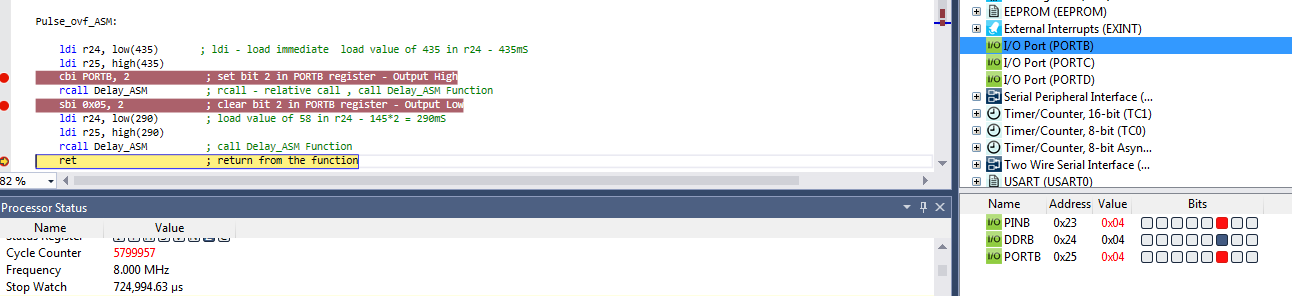 Pulse_ovf_ASM:
ldi r24, low(435) ; ldi - load immediate load value of 435 in r24 - 435mS
ldi r25, high(435)
cbi PORTB, 2 ; set bit 2 in PORTB register - Output High
rcall Delay_ASM ; rcall - relative call , call Delay_ASM Function
sbi 0x05, 2 ; clear bit 2 in PORTB register - Output Low
ldi r24, low(290) ; load value of 58 in r24 - 145*2 = 290mS
ldi r25, high(290)
rcall Delay_ASM ; call Delay_ASM Function
ret ; return from the function
82 %
Processor Status
Name Value
Cycle Counter 5799957
Frequency 8.000 MHz
Stop Watch 724,994.63 µs
EEPROM (EEPROM)
External Interrupts (EXINT)
I/O I/O Port (PORTB)
I/O I/O Port (PORTC)
I/O I/O Port (PORTD)
Serial Peripheral Interface (...
Timer/Counter, 16-bit (TC1)
Timer/Counter, 8-bit (TC0)
Timer/Counter, 8-bit Asyn...
Two Wire Serial Interface (...
USART (USART0)
Name Address Value Bits
I/O PINB 0x23 0x04
I/O DDRB 0x24 0x04
I/O PORTB 0x25 0x04